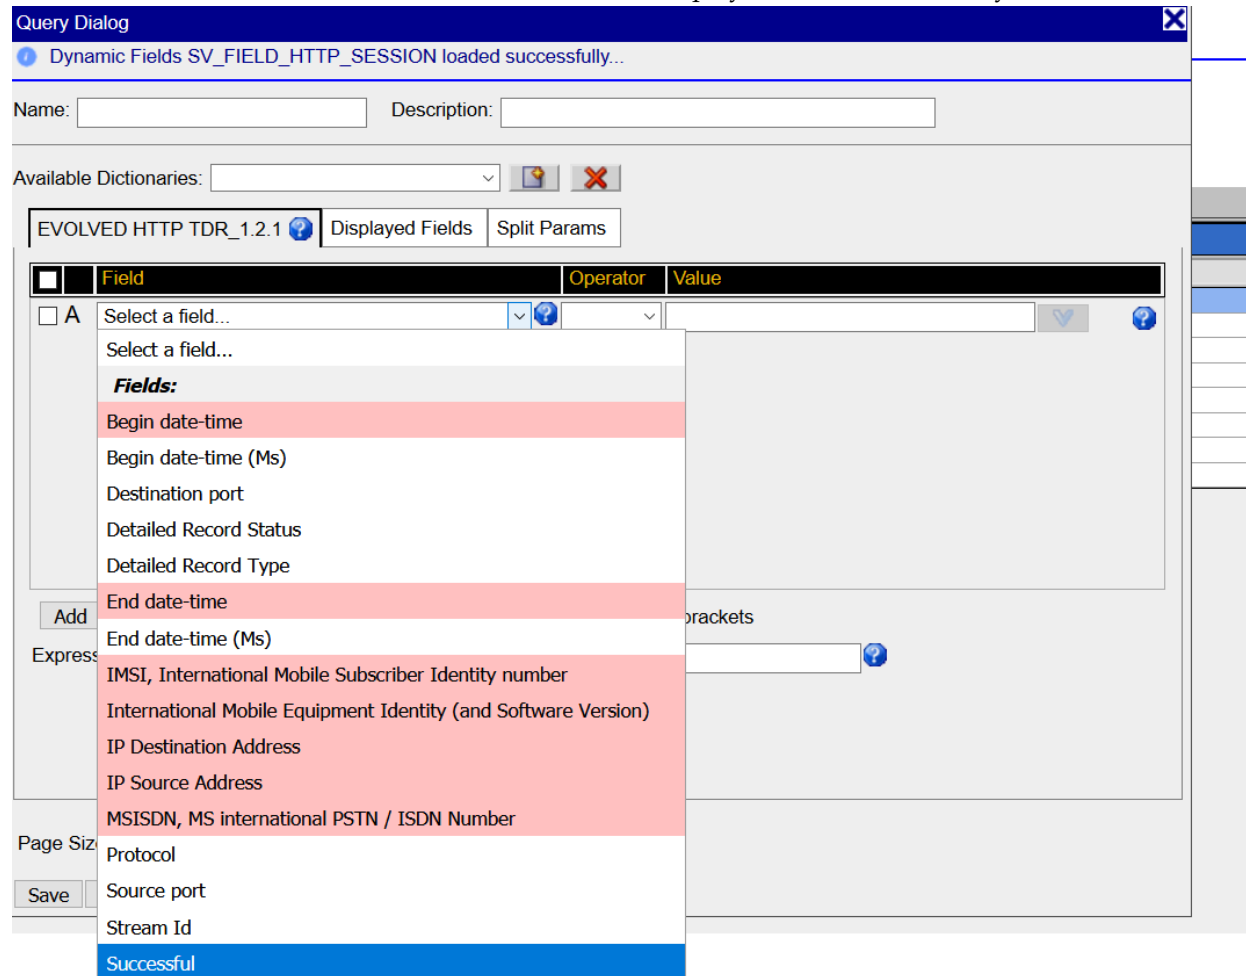 Query Dialog
Dynamic Fields SV_FIELD_HTTP_SESSION loaded successfully...
Name:
Description:
Available Dictionaries:
EVOLVED HTTP TDR_1.2.1
Displayed Fields
Split Params
Field
Operator
Value
A
Select a field...
Select a field...
Fields:
Begin date-time
Begin date-time (Ms)
Destination port
Detailed Record Status
Detailed Record Type
End date-time
End date-time (Ms)
IMSI, International Mobile Subscriber Identity number
International Mobile Equipment Identity (and Software Version)
IP Destination Address
IP Source Address
MSISDN, MS international PSTN / ISDN Number
Protocol
Source port
Stream Id
Successful
Add
brackets
Express
Page Siz
Save